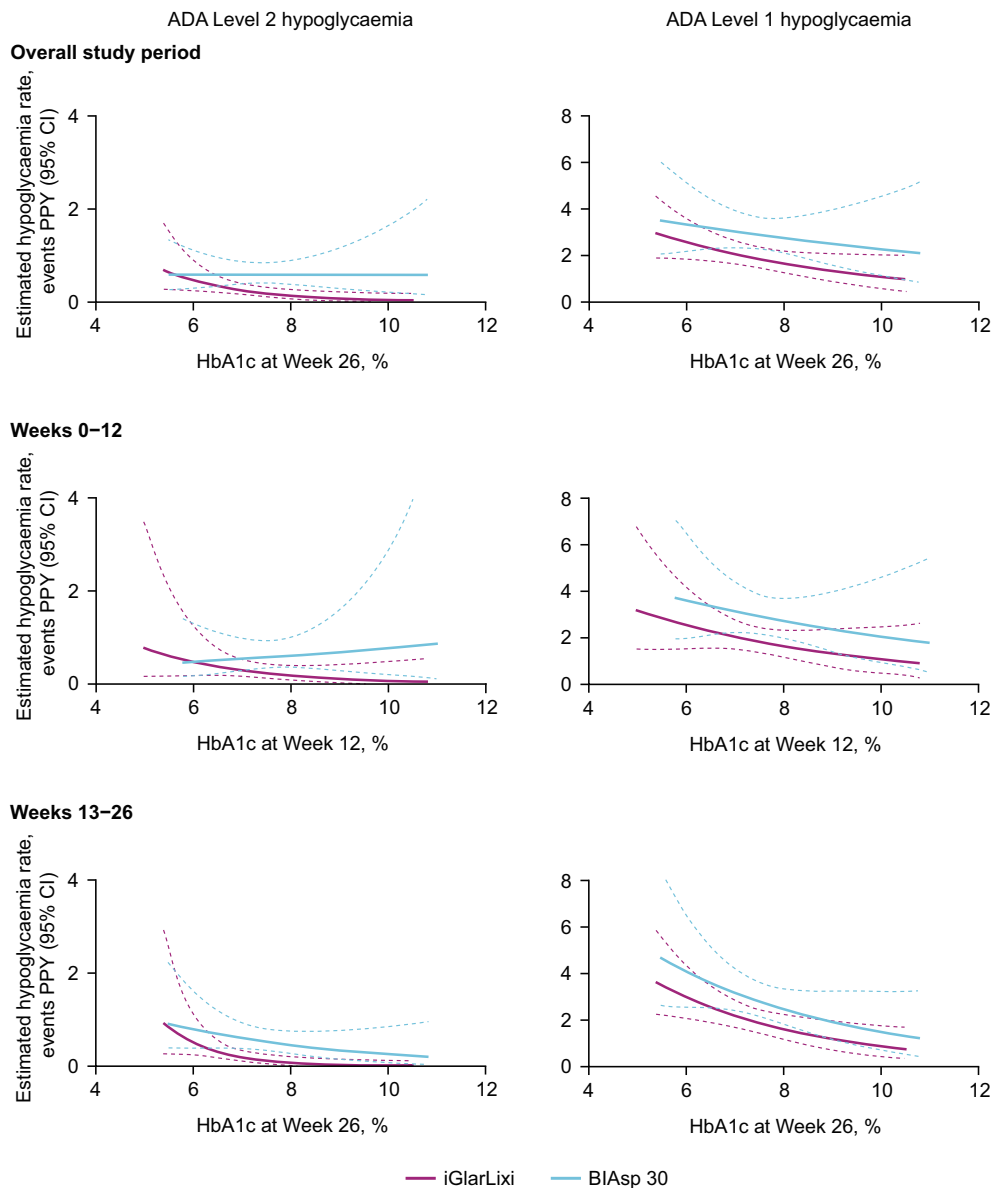 ADA Level 2 hypoglycaemia
ADA Level 1 hypoglycaemia
Overall study period
Estimated hypoglycaemia rate,
events PPY (95% CI)
4
2
0
4 6 8 10 12
HbA1c at Week 26, %
8
6
4
2
0
4 6 8 10 12
HbA1c at Week 26, %
Weeks 0−12
Estimated hypoglycaemia rate,
events PPY (95% CI)
4
2
0
4 6 8 10 12
HbA1c at Week 12, %
8
6
4
2
0
4 6 8 10 12
HbA1c at Week 12, %
Weeks 13−26
Estimated hypoglycaemia rate,
events PPY (95% CI)
4
2
0
4 6 8 10 12
HbA1c at Week 26, %
8
6
4
2
0
4 6 8 10 12
HbA1c at Week 26, %
iGlarLixi
BIAsp 30